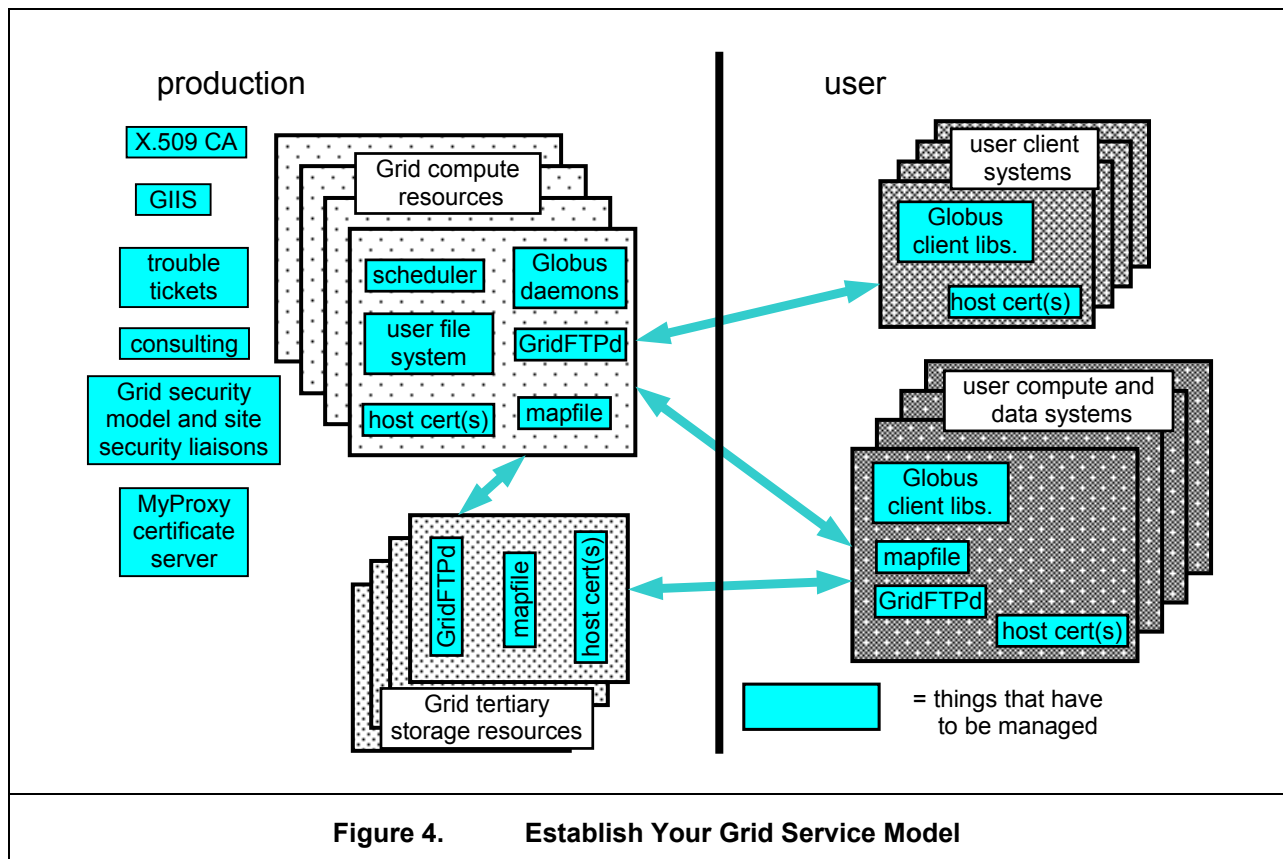 production
user
X.509 CA
GIIS
trouble
tickets
consulting
Grid security
model and site
security liaisons
MyProxy
certificate
server
Grid compute
resources
scheduler
Globus
daemons
user file
system
GridFTPd
host cert(s)
mapfile
GridFTPd
mapfile
host cert(s)
Grid tertiary
storage resources
user client
systems
Globus
client libs.
host cert(s)
user compute and
data systems
Globus
client libs.
mapfile
GridFTPd
host cert(s)
= things that have
to be managed
Figure 4. Establish Your Grid Service Model